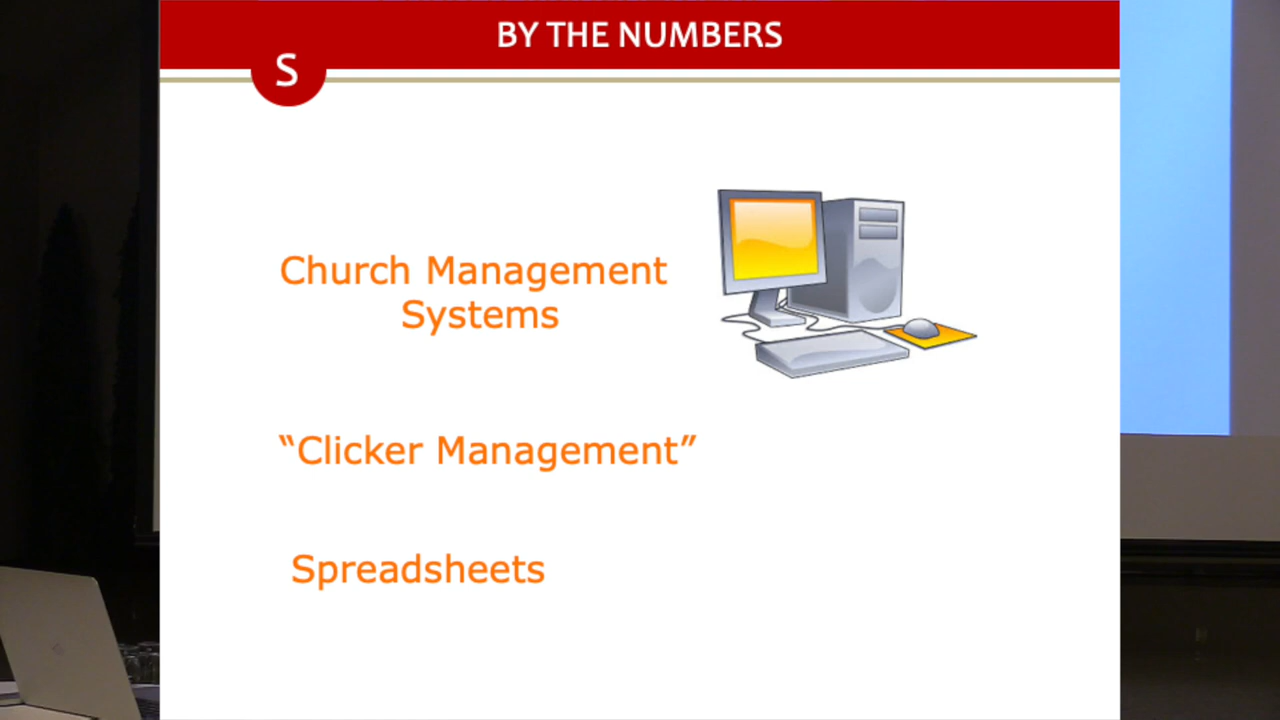 BY THE NUMBERS
S
Church Management
Systems
“Clicker Management”
Spreadsheets